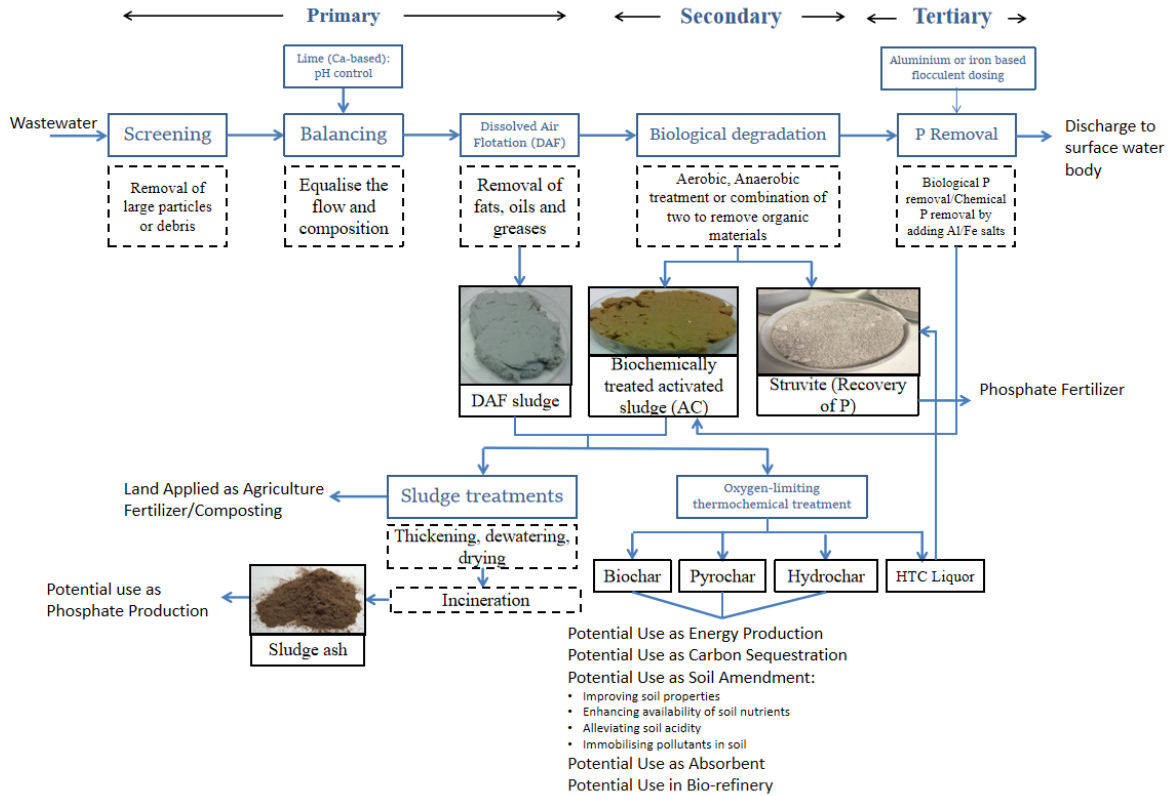 Primary
Secondary
Tertiary
Lime (Ca-based):
pH control
Aluminium or iron based
flocculent dosing
Wastewater
Screening
Balancing
Dissolved Air
Flotation (DAF)
Biological degradation
P Removal
Discharge to
surface water
body
Removal of
large particles
or debris
Equalise the
flow and
composition
Removal of
fats, oils and
greases
Aerobic, Anaerobic
treatment or combination of
two to remove organic
materials
Biological P
removal/Chemical
P removal by
adding Al/Fe salts
DAF sludge
Biochemically
treated activated
sludge (AC)
Struvite (Recovery
of P)
Phosphate Fertilizer
Land Applied as Agriculture
Fertilizer/Composting
Sludge treatments
Oxygen-limiting
thermochemical treatment
Thickening, dewatering,
drying
Biochar
Pyrochar
Hydrochar
HTC Liquor
Potential use as
Phosphate Production
Incineration
Sludge ash
Potential Use as Energy Production
Potential Use as Carbon Sequestration
Potential Use as Soil Amendment:
• Improving soil properties
• Enhancing availability of soil nutrients
• Alleviating soil acidity
• Immobilising pollutants in soil
Potential Use as Absorbent
Potential Use in Bio-refinery